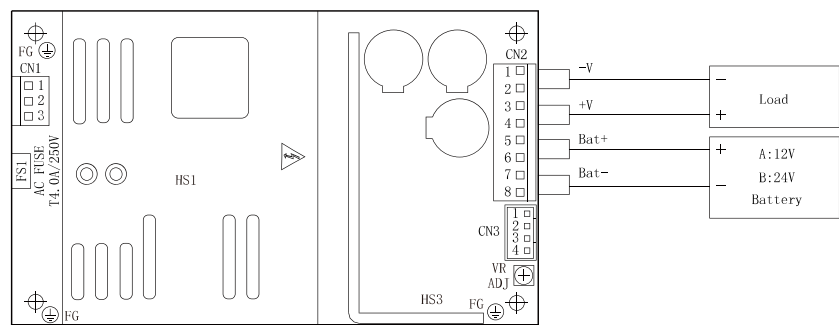 FG
CN1
1
2
3
FS1
AC FUSE
T4.0A/250V
HS1
FG
HS3
CN2
1
2
3
4
5
6
7
8
CN3
1
2
3
4
VR
ADJ
FG
-V
+V
Bat+
Bat-
-
+
Load
+
-
A:12V
B:24V
Battery